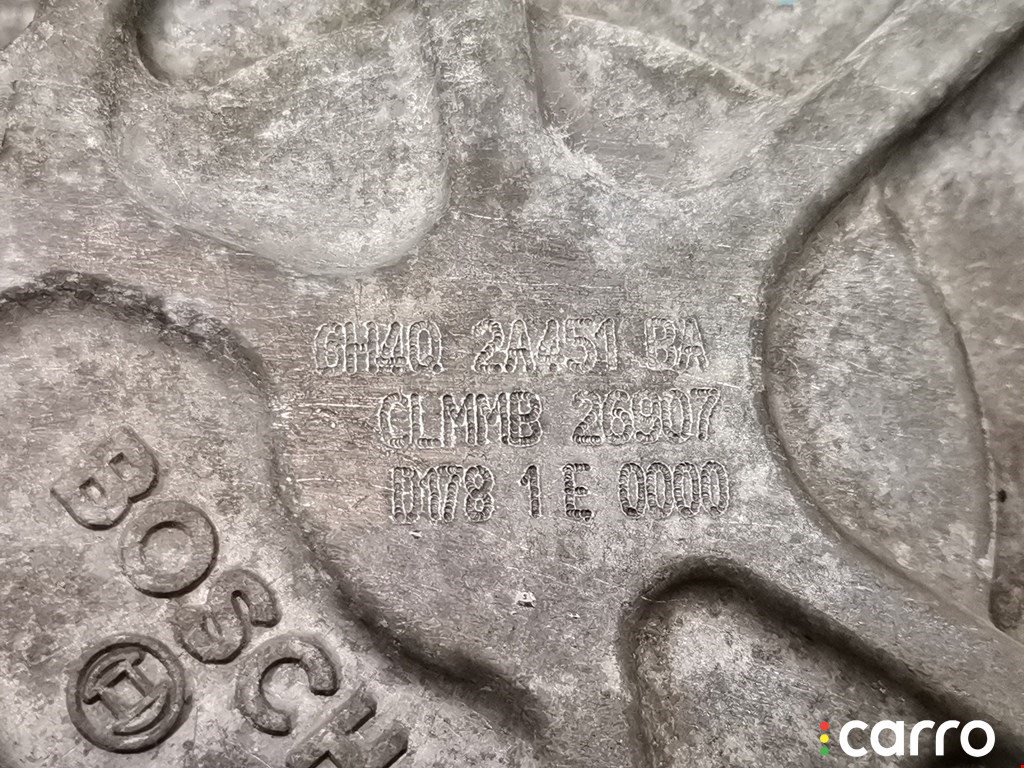 GH4Q 2A451 BA
CLMMB 26907
D178 1 E 0000
BOSCH
carro